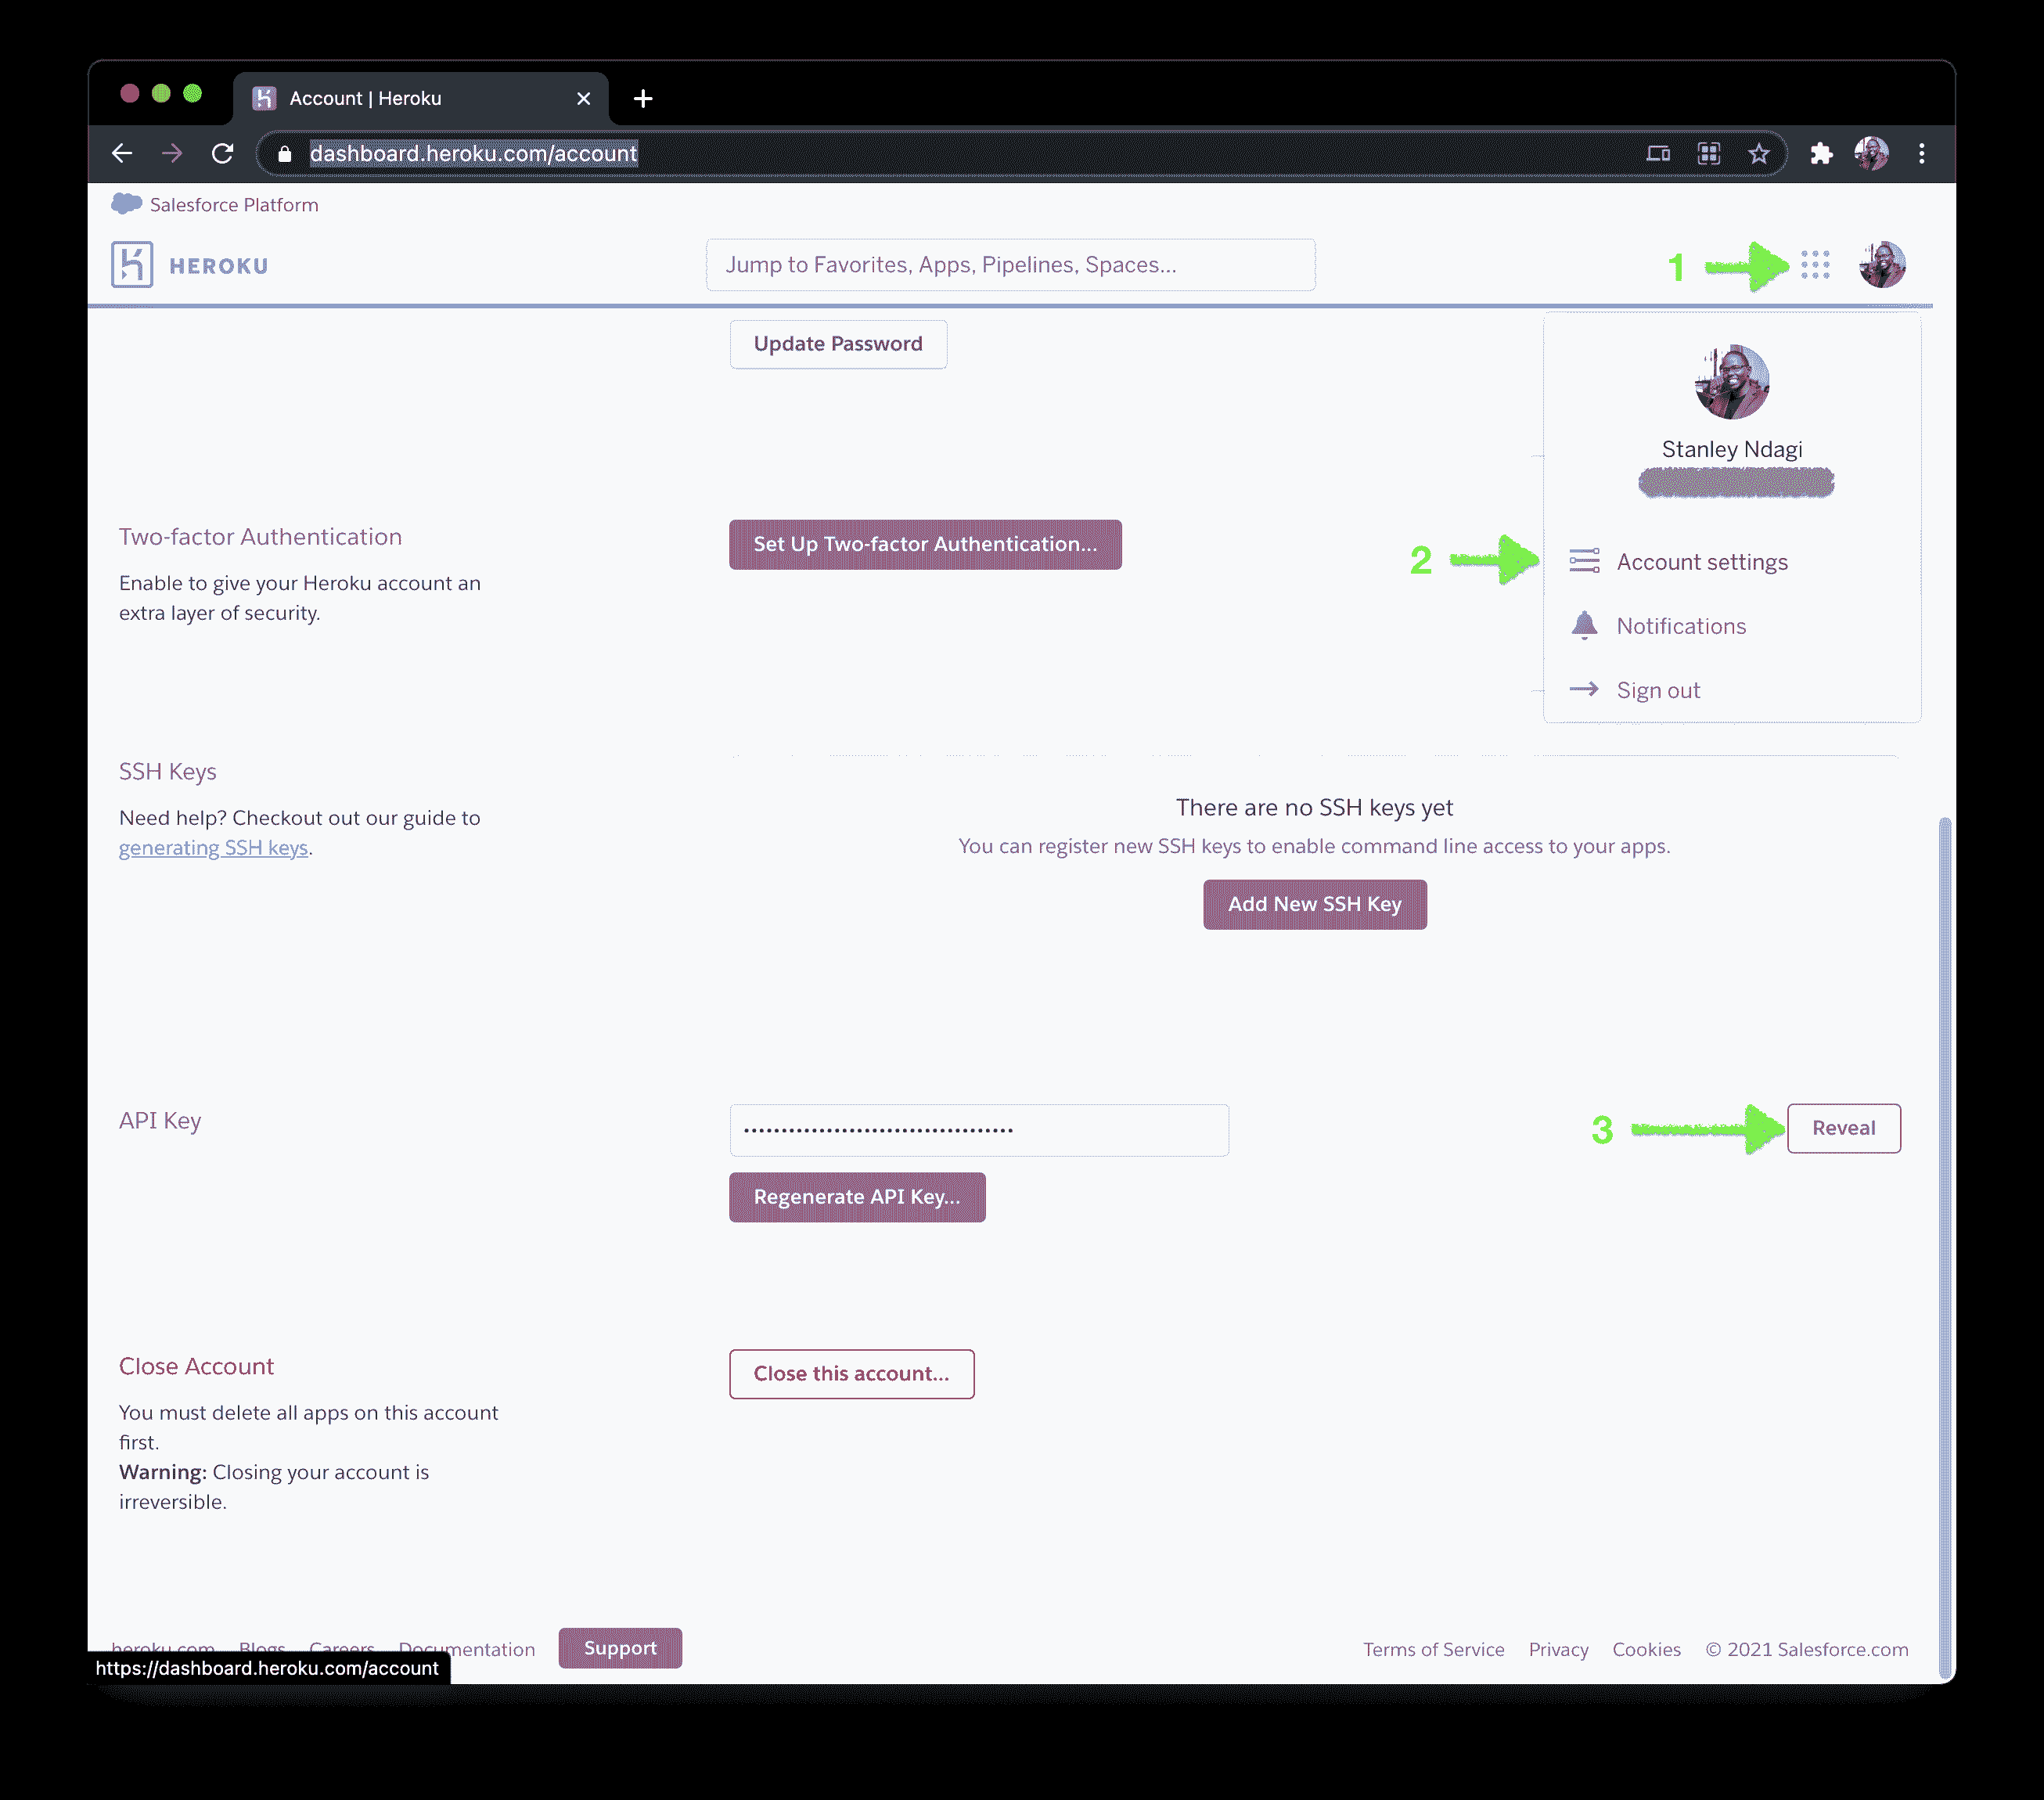 Account | Heroku
dashboard.heroku.com/account
Salesforce Platform
HEROKU
Jump to Favorites, Apps, Pipelines, Spaces...
1
Update Password
Stanley Ndagi
Two-factor Authentication
Set Up Two-factor Authentication...
Enable to give your Heroku account an
extra layer of security.
2
Account settings
Notifications
Sign out
SSH Keys
Need help? Checkout out our guide to
generating SSH keys.
There are no SSH keys yet
You can register new SSH keys to enable command line access to your apps.
Add New SSH Key
API Key
••••••••••••••••••••••••••••••••••••
3
Reveal
Regenerate API Key...
Close Account
Close this account...
You must delete all apps on this account
first.
Warning: Closing your account is
irreversible.
heroku.com Blogs Careers Documentation Support
Terms of Service Privacy Cookies © 2021 Salesforce.com
https://dashboard.heroku.com/account